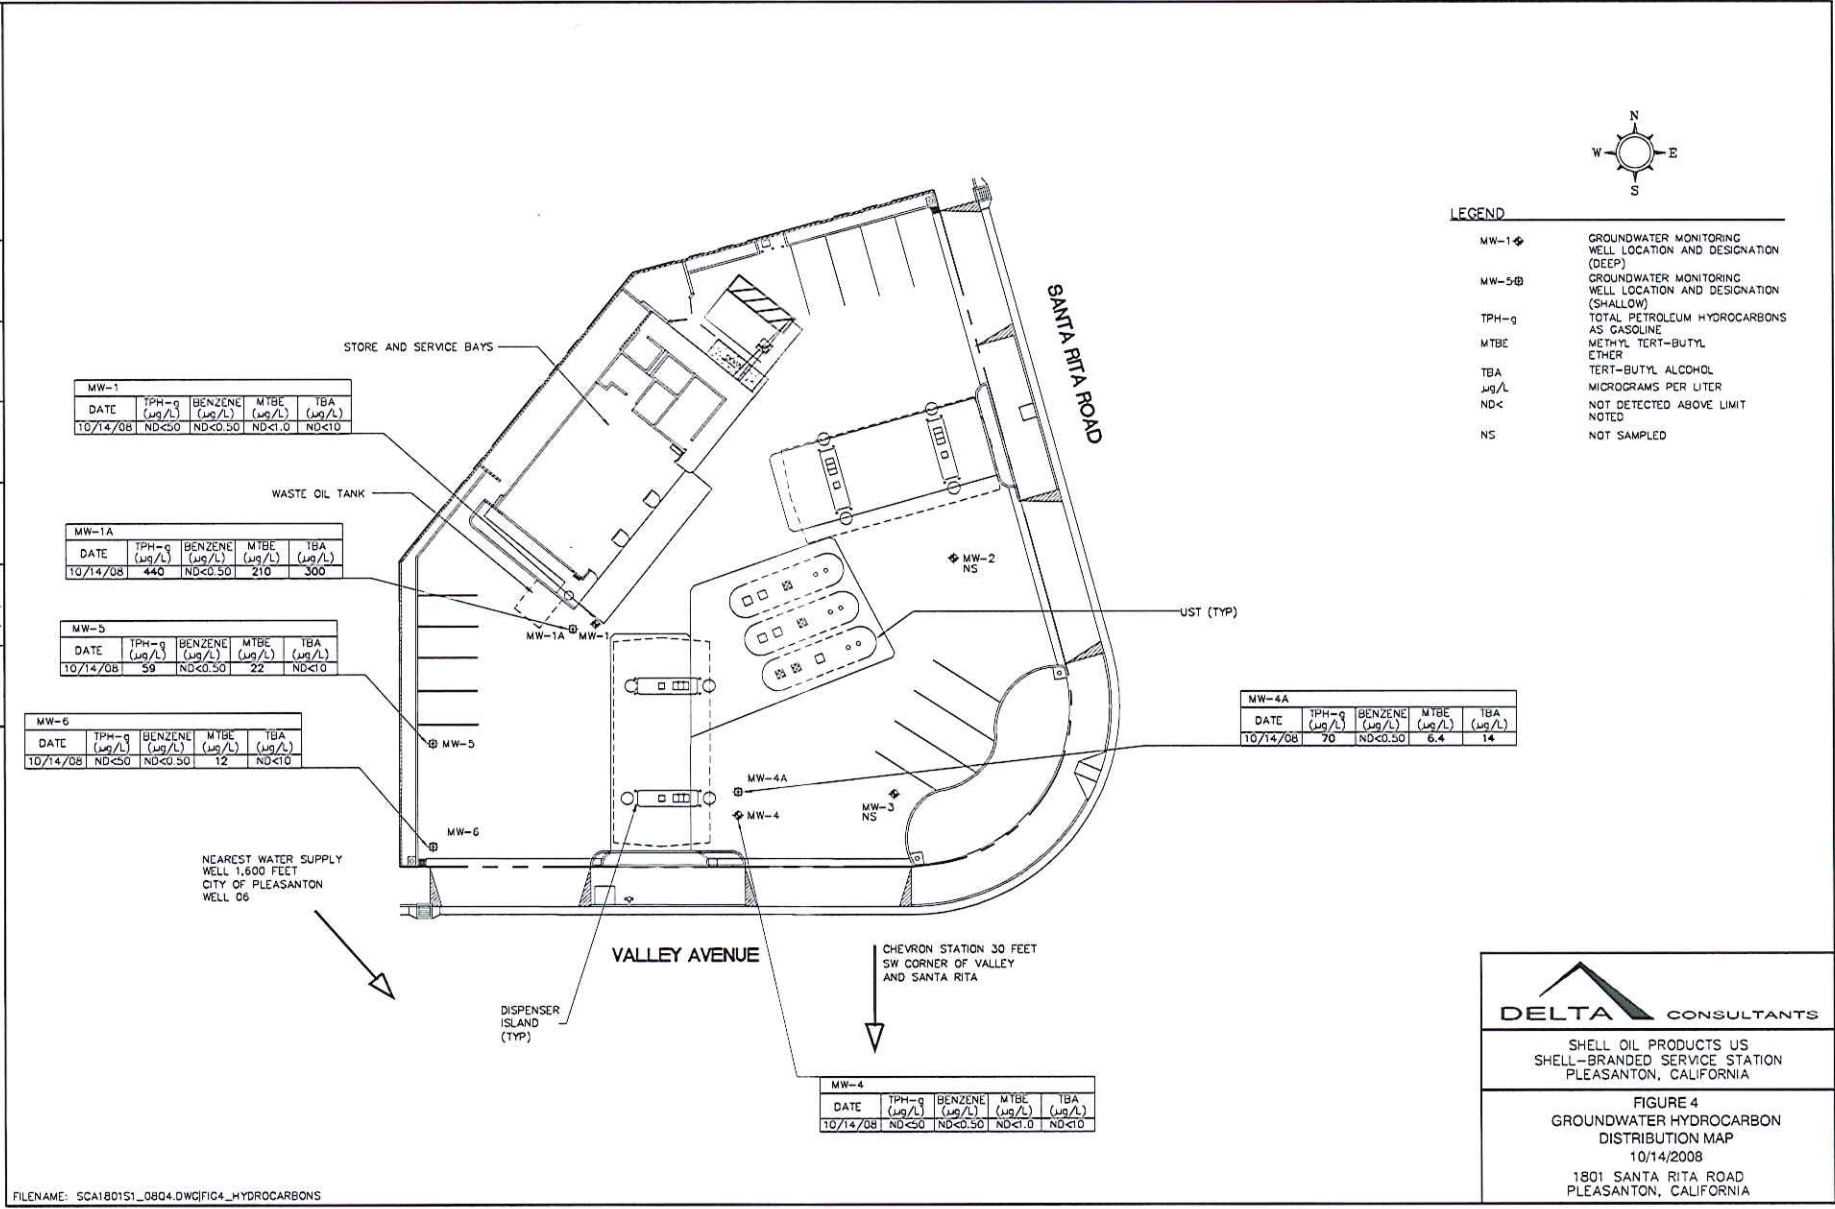 N
W E
S
LEGEND
MW-1
GROUNDWATER MONITORING
WELL LOCATION AND DESIGNATION
(DEEP)
MW-5
GROUNDWATER MONITORING
WELL LOCATION AND DESIGNATION
(SHALLOW)
TPH-g
TOTAL PETROLEUM HYDROCARBONS
AS GASOLINE
MTBE
METHYL TERT-BUTYL
ETHER
TBA
TERT-BUTYL ALCOHOL
µg/L
MICROGRAMS PER LITER
ND<
NOT DETECTED ABOVE LIMIT
NOTED
NS
NOT SAMPLED
SANTA RITA ROAD
STORE AND SERVICE BAYS
MW-1
DATE TPH-g (µg/L) BENZENE (µg/L) MTBE (µg/L) TBA (µg/L)
10/14/08 ND<50 ND<0.50 ND<1.0 ND<10
WASTE OIL TANK
MW-1A
DATE TPH-g (µg/L) BENZENE (µg/L) MTBE (µg/L) TBA (µg/L)
10/14/08 440 ND<0.50 210 300
MW-2
NS
UST (TYP)
MW-1A MW-1
MW-5
DATE TPH-g (µg/L) BENZENE (µg/L) MTBE (µg/L) TBA (µg/L)
10/14/08 59 ND<0.50 22 ND<10
MW-4A
DATE TPH-g (µg/L) BENZENE (µg/L) MTBE (µg/L) TBA (µg/L)
10/14/08 70 ND<0.50 6.4 14
MW-6
DATE TPH-g (µg/L) BENZENE (µg/L) MTBE (µg/L) TBA (µg/L)
10/14/08 ND<50 ND<0.50 12 ND<10
MW-5
MW-4A
MW-3
NS
MW-4
MW-6
NEAREST WATER SUPPLY
WELL 1,600 FEET
CITY OF PLEASANTON
WELL 06
VALLEY AVENUE
CHEVRON STATION 30 FEET
SW CORNER OF VALLEY
AND SANTA RITA
DISPENSER
ISLAND
(TYP)
MW-4
DATE TPH-g (µg/L) BENZENE (µg/L) MTBE (µg/L) TBA (µg/L)
10/14/08 ND<50 ND<0.50 ND<1.0 ND<10
DELTA CONSULTANTS
SHELL OIL PRODUCTS US
SHELL-BRANDED SERVICE STATION
PLEASANTON, CALIFORNIA
FIGURE 4
GROUNDWATER HYDROCARBON
DISTRIBUTION MAP
10/14/2008
1801 SANTA RITA ROAD
PLEASANTON, CALIFORNIA
FILENAME: SCA1801S1_08Q4.DWG|FIG4_HYDROCARBONS